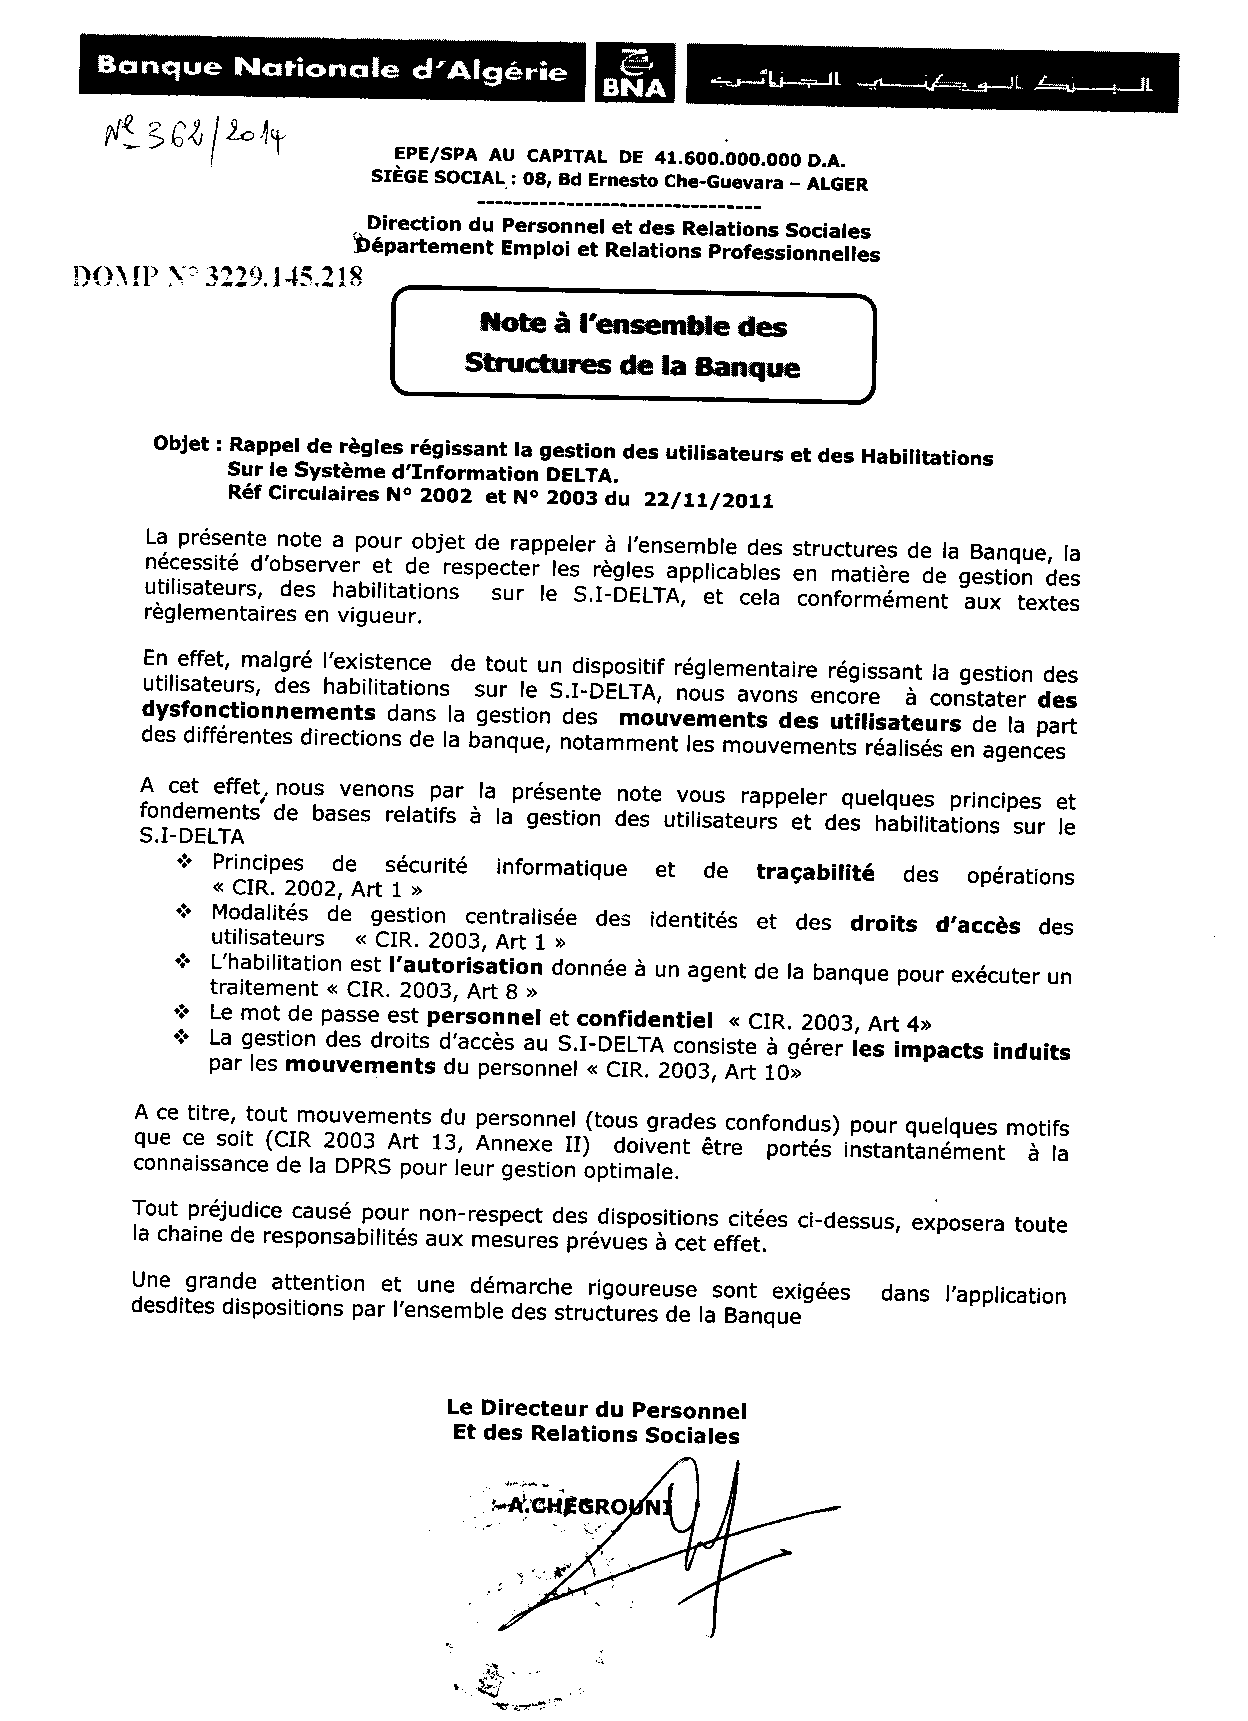 Banque Nationale d'Algérie
BNA
البنك الوطني الجزائري
Nº 362/2014
EPE/SPA AU CAPITAL DE 41.600.000.000 D.A.
SIÈGE SOCIAL : 08, Bd Ernesto Che-Guevara – ALGER
--------------------------------
Direction du Personnel et des Relations Sociales
Département Emploi et Relations Professionnelles
DOMP N° 3229.145.218
Note à l'ensemble des
Structures de la Banque
Objet : Rappel de règles régissant la gestion des utilisateurs et des Habilitations
Sur le Système d'Information DELTA.
Réf Circulaires N° 2002 et N° 2003 du 22/11/2011
La présente note a pour objet de rappeler à l'ensemble des structures de la Banque, la
nécessité d'observer et de respecter les règles applicables en matière de gestion des
utilisateurs, des habilitations sur le S.I-DELTA, et cela conformément aux textes
règlementaires en vigueur.
En effet, malgré l'existence de tout un dispositif réglementaire régissant la gestion des
utilisateurs, des habilitations sur le S.I-DELTA, nous avons encore à constater des
dysfonctionnements dans la gestion des mouvements des utilisateurs de la part
des différentes directions de la banque, notamment les mouvements réalisés en agences
A cet effet, nous venons par la présente note vous rappeler quelques principes et
fondements de bases relatifs à la gestion des utilisateurs et des habilitations sur le
S.I-DELTA
❖ Principes de sécurité informatique et de traçabilité des opérations
« CIR. 2002, Art 1 »
❖ Modalités de gestion centralisée des identités et des droits d'accès des
utilisateurs « CIR. 2003, Art 1 »
❖ L'habilitation est l'autorisation donnée à un agent de la banque pour exécuter un
traitement « CIR. 2003, Art 8 »
❖ Le mot de passe est personnel et confidentiel « CIR. 2003, Art 4»
❖ La gestion des droits d'accès au S.I-DELTA consiste à gérer les impacts induits
par les mouvements du personnel « CIR. 2003, Art 10»
A ce titre, tout mouvements du personnel (tous grades confondus) pour quelques motifs
que ce soit (CIR 2003 Art 13, Annexe II) doivent être portés instantanément à la
connaissance de la DPRS pour leur gestion optimale.
Tout préjudice causé pour non-respect des dispositions citées ci-dessus, exposera toute
la chaine de responsabilités aux mesures prévues à cet effet.
Une grande attention et une démarche rigoureuse sont exigées dans l'application
desdites dispositions par l'ensemble des structures de la Banque
Le Directeur du Personnel
Et des Relations Sociales
A.CHEGROUNI